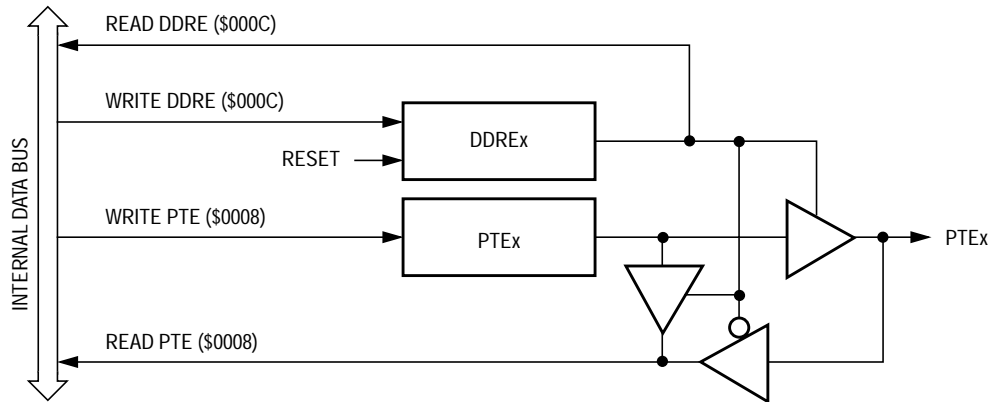 READ DDRE ($000C)
WRITE DDRE ($000C)
DDREx
RESET
INTERNAL DATA BUS
WRITE PTE ($0008)
PTEx
PTEx
READ PTE ($0008)